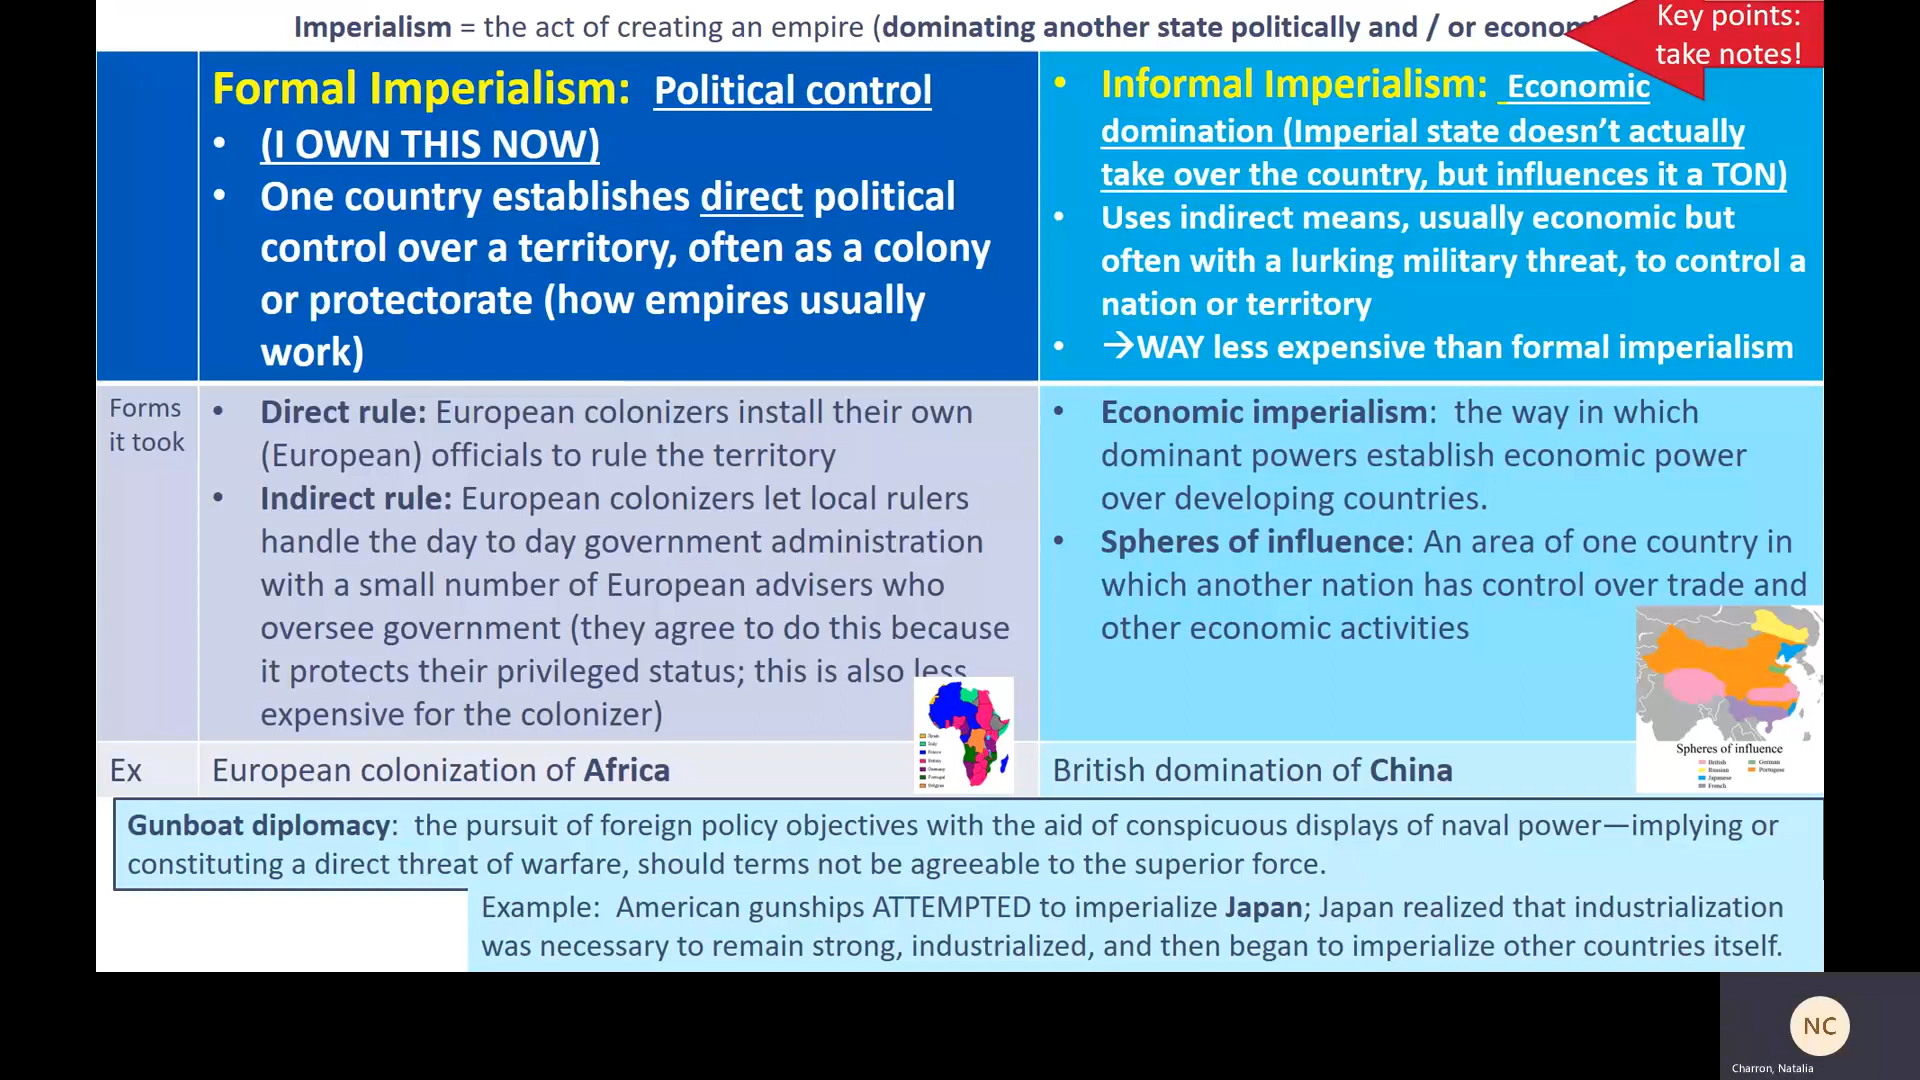 Imperialism = the act of creating an empire (dominating another state politically and / or econom
Key points:
take notes!
Formal Imperialism: Political control
• (I OWN THIS NOW)
• One country establishes direct political
control over a territory, often as a colony
or protectorate (how empires usually
work)
• Informal Imperialism: Economic
domination (Imperial state doesn’t actually
take over the country, but influences it a TON)
• Uses indirect means, usually economic but
often with a lurking military threat, to control a
nation or territory
• →WAY less expensive than formal imperialism
Forms
it took
• Direct rule: European colonizers install their own
(European) officials to rule the territory
• Indirect rule: European colonizers let local rulers
handle the day to day government administration
with a small number of European advisers who
oversee government (they agree to do this because
it protects their privileged status; this is also less
expensive for the colonizer)
• Economic imperialism: the way in which
dominant powers establish economic power
over developing countries.
• Spheres of influence: An area of one country in
which another nation has control over trade and
other economic activities
Spheres of influence
British
Russian
Japanese
French
German
Portugese
Ex
European colonization of Africa
British domination of China
Gunboat diplomacy: the pursuit of foreign policy objectives with the aid of conspicuous displays of naval power—implying or
constituting a direct threat of warfare, should terms not be agreeable to the superior force.
Example: American gunships ATTEMPTED to imperialize Japan; Japan realized that industrialization
was necessary to remain strong, industrialized, and then began to imperialize other countries itself.
NC
Charron, Natalia